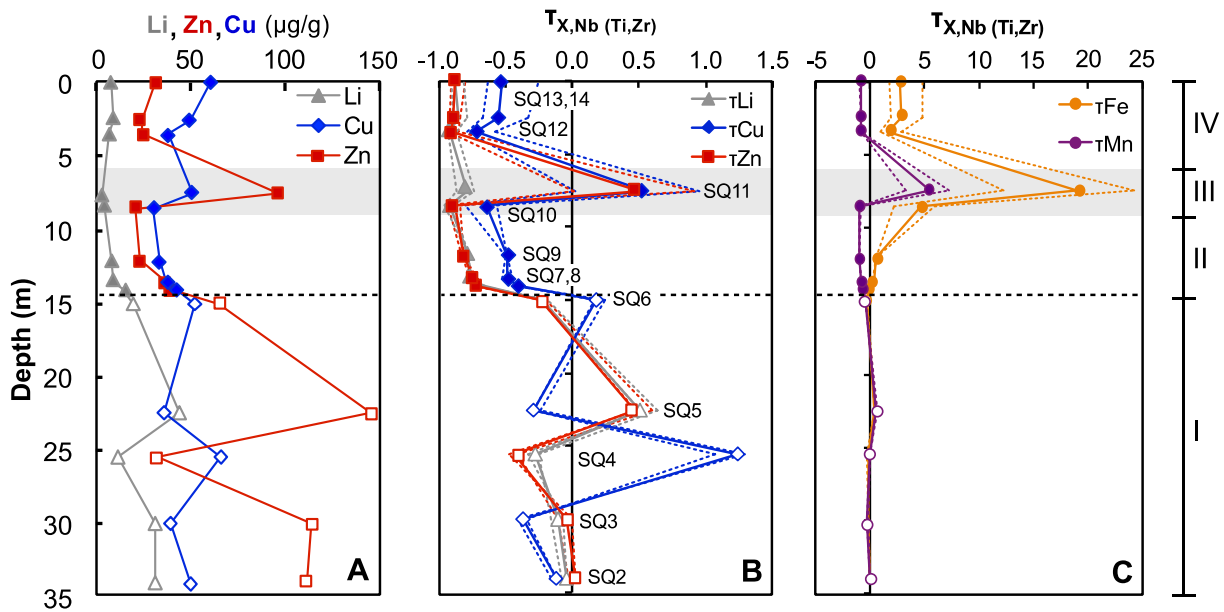 Li, Zn, Cu (µg/g)
0 50 100 150
Depth (m)
0
5
10
15
20
25
30
35
Li
Cu
Zn
A
τX,Nb (Ti,Zr)
-1.0 -0.5 0.0 0.5 1.0 1.5
SQ13,14
SQ12
SQ11
SQ10
SQ9
SQ7,8
SQ6
SQ5
SQ4
SQ3
SQ2
τLi
τCu
τZn
B
τX,Nb (Ti,Zr)
-5 0 5 10 15 20 25
τFe
τMn
C
IV
III
II
I